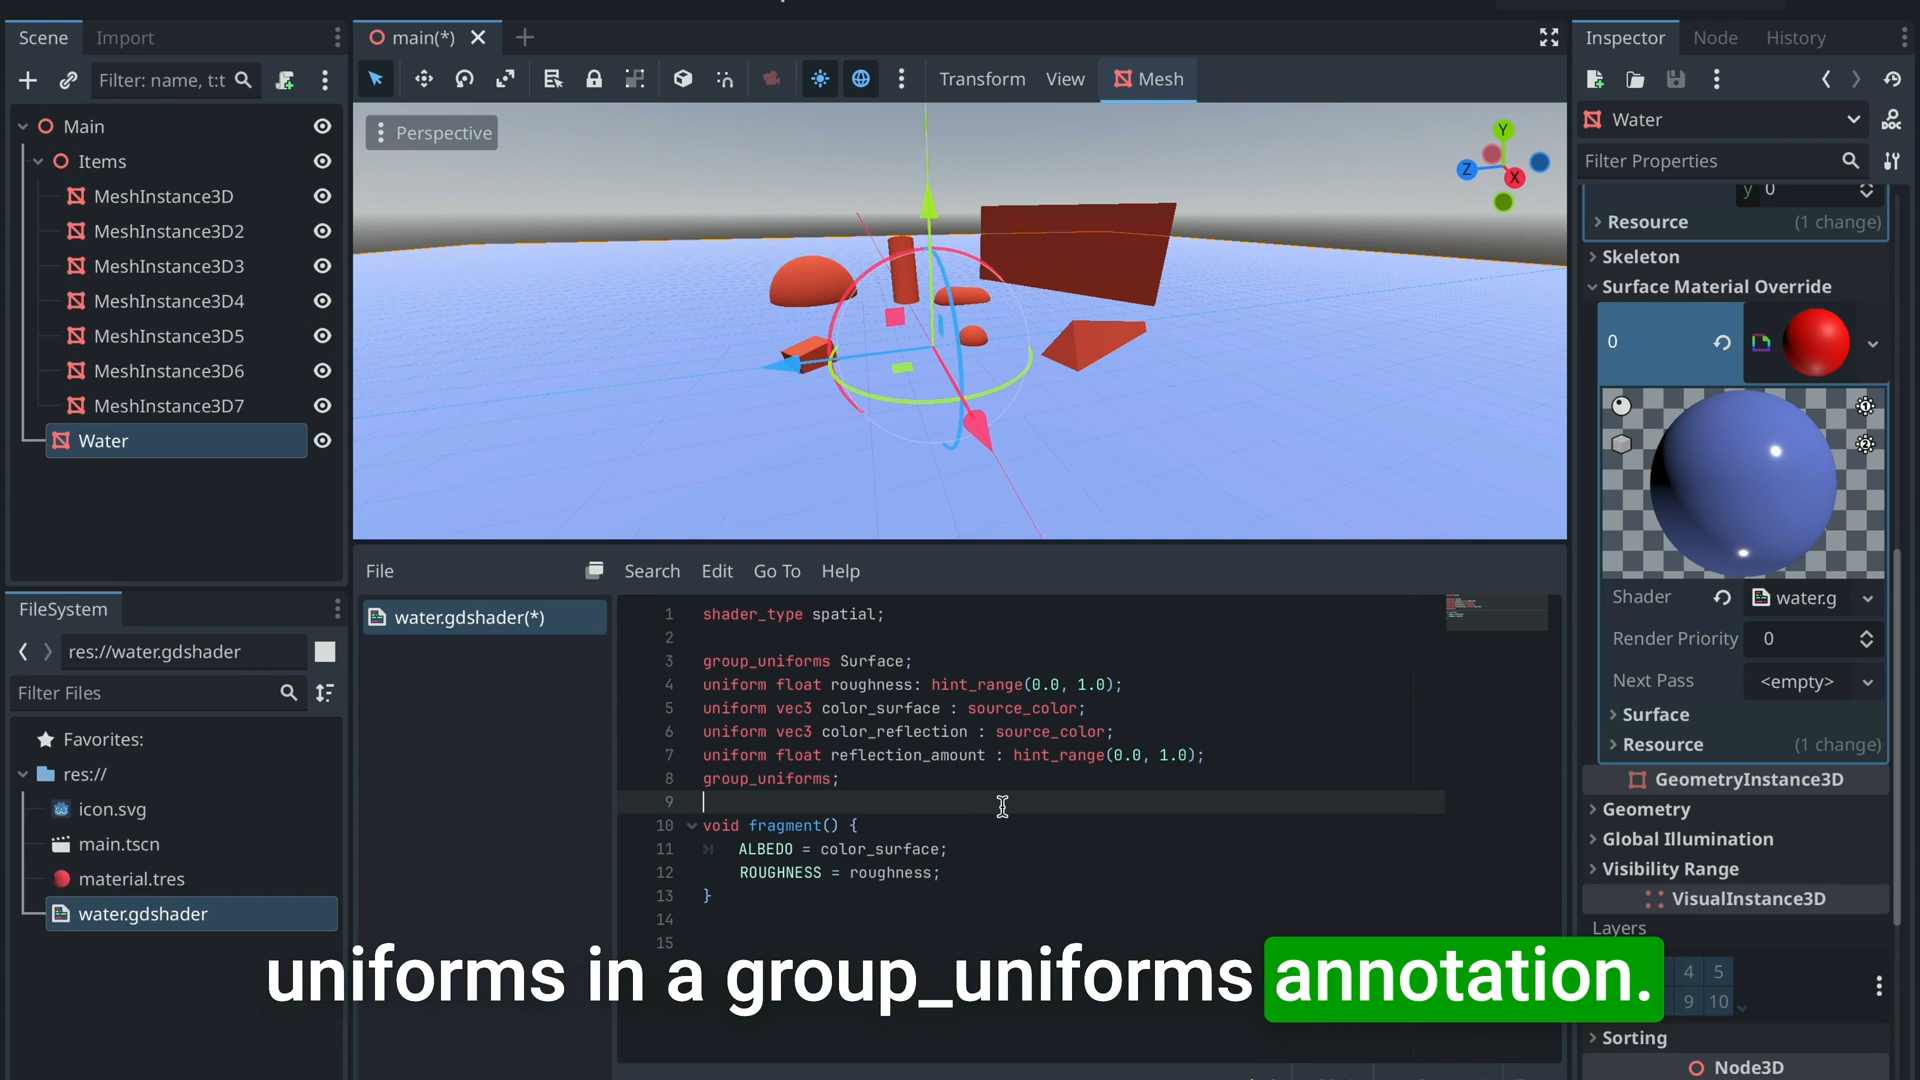 Scene
Import
Filter: name, t:t
Main
Items
MeshInstance3D
MeshInstance3D2
MeshInstance3D3
MeshInstance3D4
MeshInstance3D5
MeshInstance3D6
MeshInstance3D7
Water
FileSystem
res://water.gdshader
Filter Files
Favorites:
res://
icon.svg
main.tscn
material.tres
water.gdshader
main(*)
Transform View Mesh
Perspective
Y
Z
X
File
Search Edit Go To Help
water.gdshader(*)
1 shader_type spatial;
2
3 group_uniforms Surface;
4 uniform float roughness: hint_range(0.0, 1.0);
5 uniform vec3 color_surface : source_color;
6 uniform vec3 color_reflection : source_color;
7 uniform float reflection_amount : hint_range(0.0, 1.0);
8 group_uniforms;
9
10 void fragment() {
11 ALBEDO = color_surface;
12 ROUGHNESS = roughness;
13 }
14
15
uniforms in a group_uniforms annotation.
Inspector Node History
Water
DOC
Filter Properties
y 0
Resource (1 change)
Skeleton
Surface Material Override
0
1
2
Shader water.g
Render Priority 0
Next Pass <empty>
Surface
Resource (1 change)
GeometryInstance3D
Geometry
Global Illumination
Visibility Range
VisualInstance3D
Layers
4 5
9 10
Sorting
Node3D